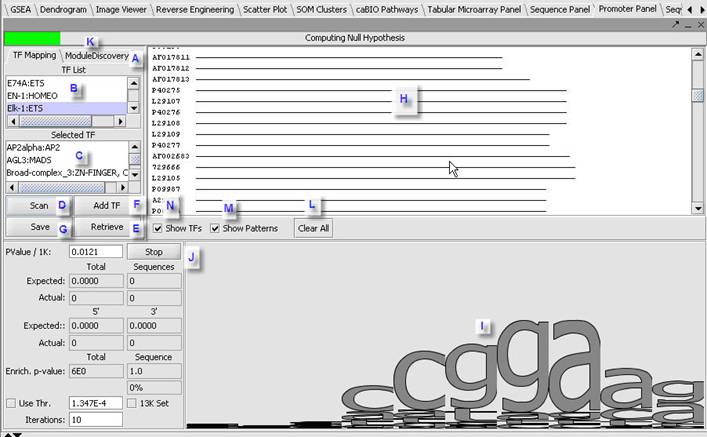 GSEA Dendrogram Image Viewer Reverse Engineering Scatter Plot SOM Clusters caBIO Pathways Tabular Microarray Panel Sequence Panel Promoter Panel
Computing Null Hypothesis
K
TF Mapping ModuleDiscovery A
TF List
E74A:ETS
B
EN-1:HOMEO
Elk-1:ETS
Selected TF
AP2alpha:AP2
C
AGL3:MADS
Broad-complex_3:ZN-FINGER, C
Scan D Add TF F
Save G Retrieve E
AF017811
AF017812
AF017813
P40275
L29107
H
P40276
L29108
L29109
P40277
AF002683
L29105
P09987
N M L
Show TFs Show Patterns Clear All
PValue / 1K: 0.0121 Stop J
Total Sequences
Expected: 0.0000 0
Actual: 0 0
5' 3'
Expected:: 0.0000 0.0000
Actual: 0 0
Total Sequence
Enrich. p-value: 6E0 1.0
0%
Use Thr. 1.347E-4 13K Set
Iterations: 10
I
c c g g a a g